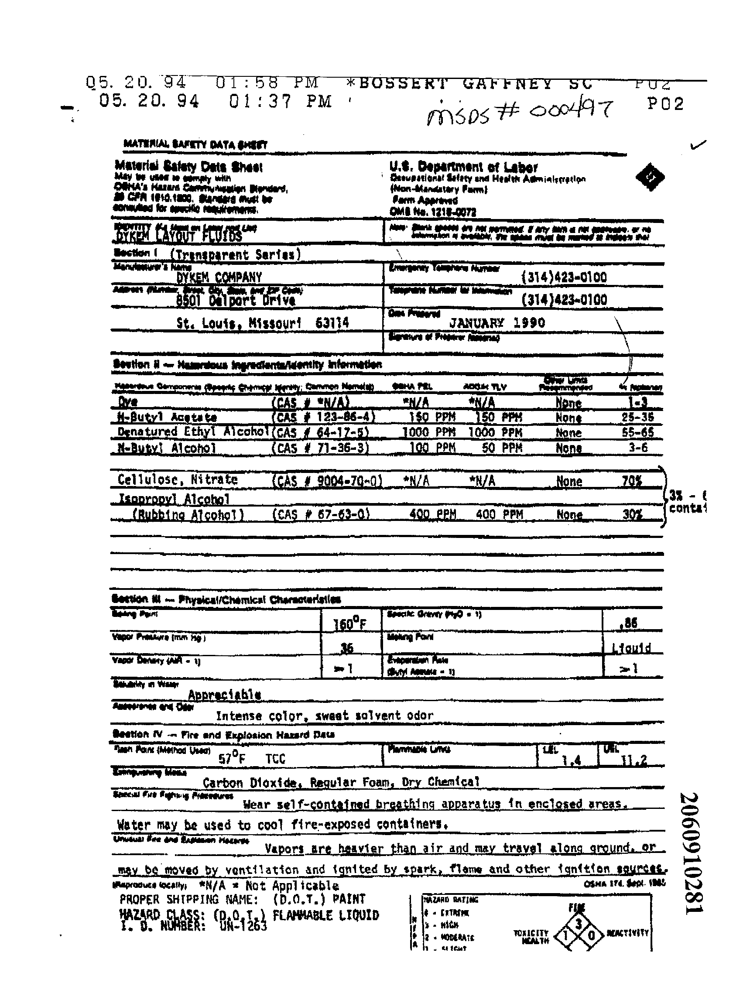 05. 20. 94 01:58 PM *BOSSERT GAFFNEY SC P02
05. 20. 94 01:37 PM P02
MSDS # 000497
MATERIAL SAFETY DATA SHEET
Material Safety Data Sheet
May be used to comply with
OSHA's Hazard Communication Standard,
29 CFR 1910.1200. Standard must be
consulted for specific requirements.
U.S. Department of Labor
Occupational Safety and Health Administration
(Non-Mandatory Form)
Form Approved
OMB No. 1218-0072
IDENTITY (As Used on Label and List)
DYKEM LAYOUT FLUIDS
Note: Blank spaces are not permitted. If any item is not applicable, or no
information is available, the space must be marked to indicate that
Section I (Transparent Series)
Manufacturer's Name
DYKEM COMPANY
Emergency Telephone Number
(314)423-0100
Address (Number, Street, City, State, and ZIP Code)
8501 Delport Drive
Telephone Number for Information
(314)423-0100
St. Louis, Missouri 63114
Date Prepared
JANUARY 1990
Signature of Preparer (optional)
Section II — Hazardous Ingredients/Identity Information
Hazardous Components (Specific Chemical Identity; Common Name(s)) OSHA PEL ACGIH TLV Other Limits Recommended % (optional)
Dye (CAS # *N/A) *N/A *N/A None 1-3
N-Butyl Acetate (CAS # 123-86-4) 150 PPM 150 PPM None 25-35
Denatured Ethyl Alcohol (CAS # 64-17-5) 1000 PPM 1000 PPM None 55-65
N-Butyl Alcohol (CAS # 71-36-3) 100 PPM 50 PPM None 3-6
Cellulose, Nitrate (CAS # 9004-70-0) *N/A *N/A None 70%
Isopropyl Alcohol
(Rubbing Alcohol) (CAS # 67-63-0) 400 PPM 400 PPM None 30%
3% -
Section III — Physical/Chemical Characteristics
Boiling Point 160°F Specific Gravity (H2O = 1) .86
Vapor Pressure (mm Hg.) 36 Melting Point Liquid
Vapor Density (AIR = 1) >1 Evaporation Rate (Butyl Acetate = 1) >1
Solubility in Water
Appreciable
Appearance and Odor
Intense color, sweet solvent odor
Section IV — Fire and Explosion Hazard Data
Flash Point (Method Used) 57°F TCC Flammable Limits LEL 1.4 UEL 11.2
Extinguishing Media
Carbon Dioxide, Regular Foam, Dry Chemical
Special Fire Fighting Procedures
Wear self-contained breathing apparatus in enclosed areas.
Water may be used to cool fire-exposed containers.
Unusual Fire and Explosion Hazards
Vapors are heavier than air and may travel along ground, or
may be moved by ventilation and ignited by spark, flame and other ignition sources.
(Reproduce locally) *N/A = Not Applicable OSHA 174, Sept. 1985
PROPER SHIPPING NAME: (D.O.T.) PAINT
HAZARD CLASS: (D.O.T.) FLAMMABLE LIQUID
I. D. NUMBER: UN-1263
NFPA
HAZARD RATING
4 - EXTREME
3 - HIGH
2 - MODERATE
1 - SLIGHT
FIRE
3
TOXICITY
HEALTH 1 0 REACTIVITY
2060910281